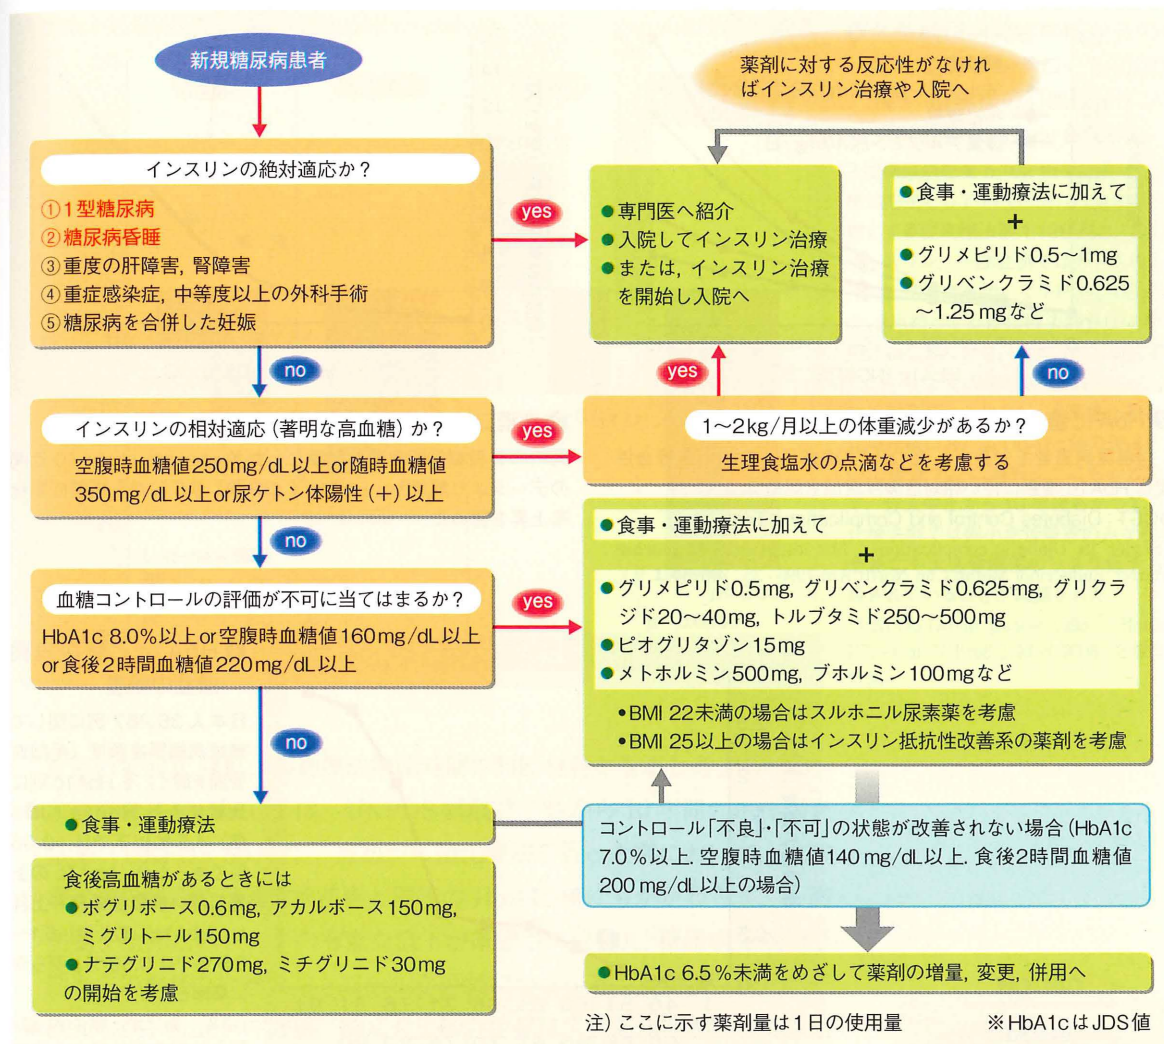 新規糖尿病患者
インスリンの絶対適応か？
①1型糖尿病
②糖尿病昏睡
③重度の肝障害, 腎障害
④重症感染症, 中等度以上の外科手術
⑤糖尿病を合併した妊娠
yes
no
インスリンの相対適応（著明な高血糖）か？
空腹時血糖値250mg/dL以上or随時血糖値
350mg/dL以上or尿ケトン体陽性（+）以上
yes
no
血糖コントロールの評価が不可に当てはまるか？
HbA1c 8.0%以上or空腹時血糖値160mg/dL以上
or食後2時間血糖値220mg/dL以上
yes
no
●食事・運動療法
食後高血糖があるときには
●ボグリボース0.6mg, アカルボース150mg,
ミグリトール150mg
●ナテグリニド270mg, ミチグリニド30mg
の開始を考慮
薬剤に対する反応性がなけれ
ばインスリン治療や入院へ
●専門医へ紹介
●入院してインスリン治療
●または, インスリン治療
を開始し入院へ
●食事・運動療法に加えて
+
●グリメピリド0.5〜1mg
●グリベンクラミド0.625
〜1.25mgなど
yes
no
1〜2kg/月以上の体重減少があるか？
生理食塩水の点滴などを考慮する
●食事・運動療法に加えて
+
●グリメピリド0.5mg, グリベンクラミド0.625mg, グリクラ
ジド20〜40mg, トルブタミド250〜500mg
●ピオグリタゾン15mg
●メトホルミン500mg, ブホルミン100mgなど
•BMI 22未満の場合はスルホニル尿素薬を考慮
•BMI 25以上の場合はインスリン抵抗性改善系の薬剤を考慮
コントロール「不良」・「不可」の状態が改善されない場合（HbA1c
7.0%以上. 空腹時血糖値140mg/dL以上. 食後2時間血糖値
200mg/dL以上の場合）
●HbA1c 6.5%未満をめざして薬剤の増量, 変更, 併用へ
注）ここに示す薬剤量は1日の使用量
※HbA1cはJDS値